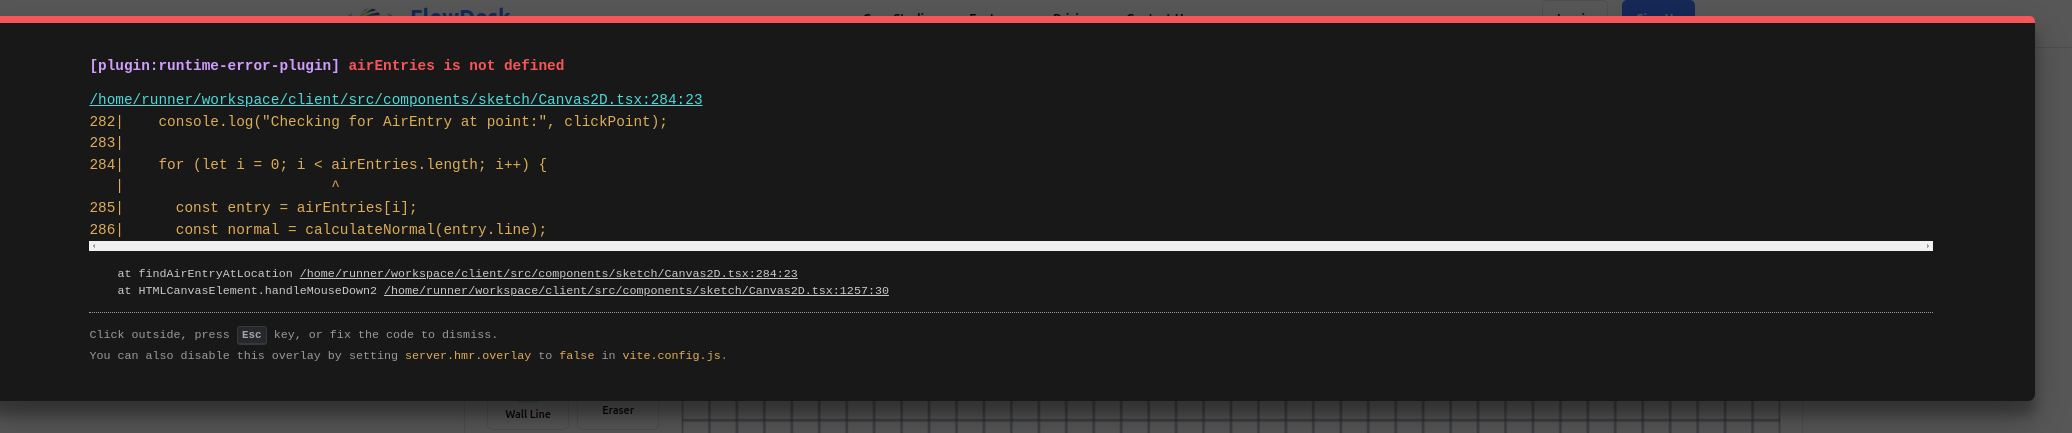 FlowDesk
[plugin:runtime-error-plugin] airEntries is not defined
/home/runner/workspace/client/src/components/sketch/Canvas2D.tsx:284:23
282|    console.log("Checking for AirEntry at point:", clickPoint);
283|
284|    for (let i = 0; i < airEntries.length; i++) {
   |                        ^
285|      const entry = airEntries[i];
286|      const normal = calculateNormal(entry.line);
at findAirEntryAtLocation /home/runner/workspace/client/src/components/sketch/Canvas2D.tsx:284:23
at HTMLCanvasElement.handleMouseDown2 /home/runner/workspace/client/src/components/sketch/Canvas2D.tsx:1257:30
Click outside, press Esc key, or fix the code to dismiss.
You can also disable this overlay by setting server.hmr.overlay to false in vite.config.js.
Wall Line
Eraser